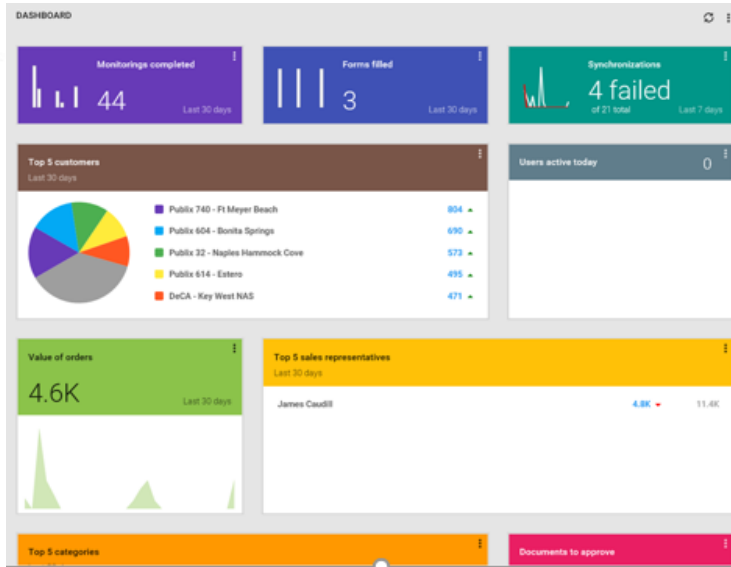 DASHBOARD
Monitorings completed
44
Last 30 days
Forms filled
3
Last 30 days
Synchronizations
4 failed
of 21 total
Last 7 days
Top 5 customers
Last 30 days
Publix 740 - Ft Meyer Beach 804
Publix 604 - Bonita Springs 690
Publix 32 - Naples Hammock Cove 573
Publix 614 - Estero 495
DeCA - Key West NAS 471
Users active today 0
Value of orders
4.6K
Last 30 days
Top 5 sales representatives
Last 30 days
James Caudill 4.8K 11.4K
Top 5 categories
Documents to approve